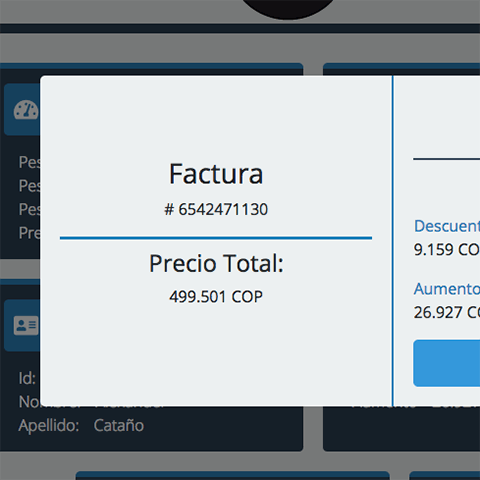 Factura
# 6542471130
Precio Total:
499.501 COP
Descuent
9.159 CO
Aumento
26.927 CO
Pes
Pes
Pes
Pre
Id:
Apellido: Cataño